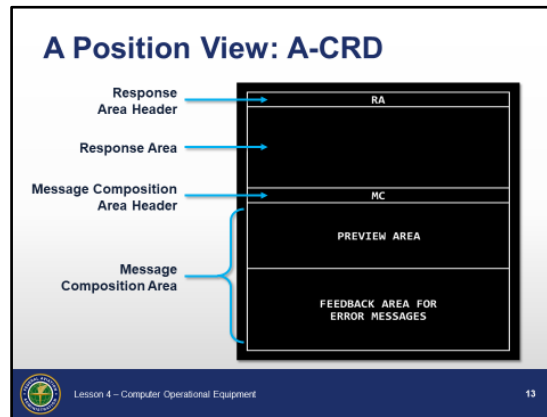 A Position View: A-CRD
Response
Area Header
RA
Response Area
Message Composition
Area Header
MC
PREVIEW AREA
Message
Composition Area
FEEDBACK AREA FOR
ERROR MESSAGES
Lesson 4 – Computer Operational Equipment
13